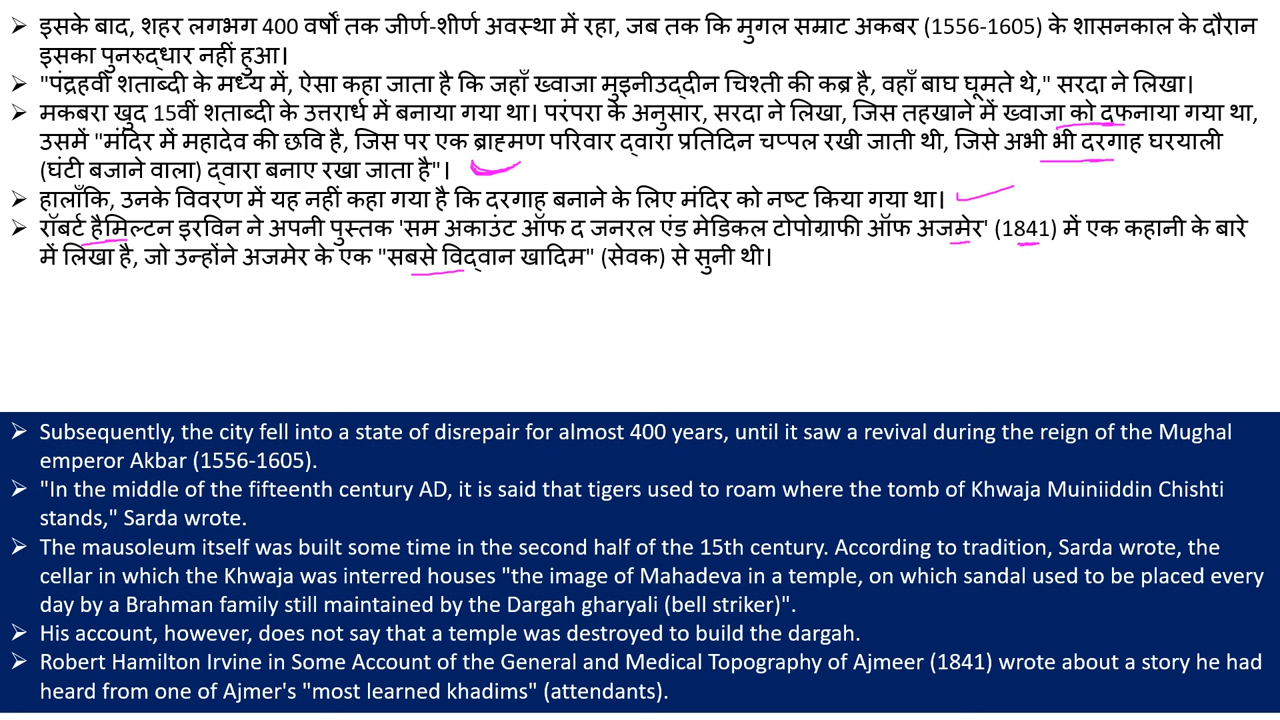 ➢ इसके बाद, शहर लगभग 400 वर्षों तक जीर्ण-शीर्ण अवस्था में रहा, जब तक कि मुगल सम्राट अकबर (1556-1605) के शासनकाल के दौरान
इसका पुनरुद्धार नहीं हुआ।
➢ "पंद्रहवीं शताब्दी के मध्य में, ऐसा कहा जाता है कि जहाँ ख्वाजा मुइनीउद्दीन चिश्ती की कब्र है, वहाँ बाघ घूमते थे," सरदा ने लिखा।
➢ मकबरा खुद 15वीं शताब्दी के उत्तरार्ध में बनाया गया था। परंपरा के अनुसार, सरदा ने लिखा, जिस तहखाने में ख्वाजा को दफनाया गया था,
उसमें "मंदिर में महादेव की छवि है, जिस पर एक ब्राह्मण परिवार द्वारा प्रतिदिन चप्पल रखी जाती थी, जिसे अभी भी दरगाह घरयाली
(घंटी बजाने वाला) द्वारा बनाए रखा जाता है"।
➢ हालाँकि, उनके विवरण में यह नहीं कहा गया है कि दरगाह बनाने के लिए मंदिर को नष्ट किया गया था।
➢ रॉबर्ट हैमिल्टन इरविन ने अपनी पुस्तक 'सम अकाउंट ऑफ द जनरल एंड मेडिकल टोपोग्राफी ऑफ अजमेर' (1841) में एक कहानी के बारे
में लिखा है, जो उन्होंने अजमेर के एक "सबसे विद्वान खादिम" (सेवक) से सुनी थी।
➢ Subsequently, the city fell into a state of disrepair for almost 400 years, until it saw a revival during the reign of the Mughal
emperor Akbar (1556-1605).
➢ "In the middle of the fifteenth century AD, it is said that tigers used to roam where the tomb of Khwaja Muiniiddin Chishti
stands," Sarda wrote.
➢ The mausoleum itself was built some time in the second half of the 15th century. According to tradition, Sarda wrote, the
cellar in which the Khwaja was interred houses "the image of Mahadeva in a temple, on which sandal used to be placed every
day by a Brahman family still maintained by the Dargah gharyali (bell striker)".
➢ His account, however, does not say that a temple was destroyed to build the dargah.
➢ Robert Hamilton Irvine in Some Account of the General and Medical Topography of Ajmeer (1841) wrote about a story he had
heard from one of Ajmer's "most learned khadims" (attendants).